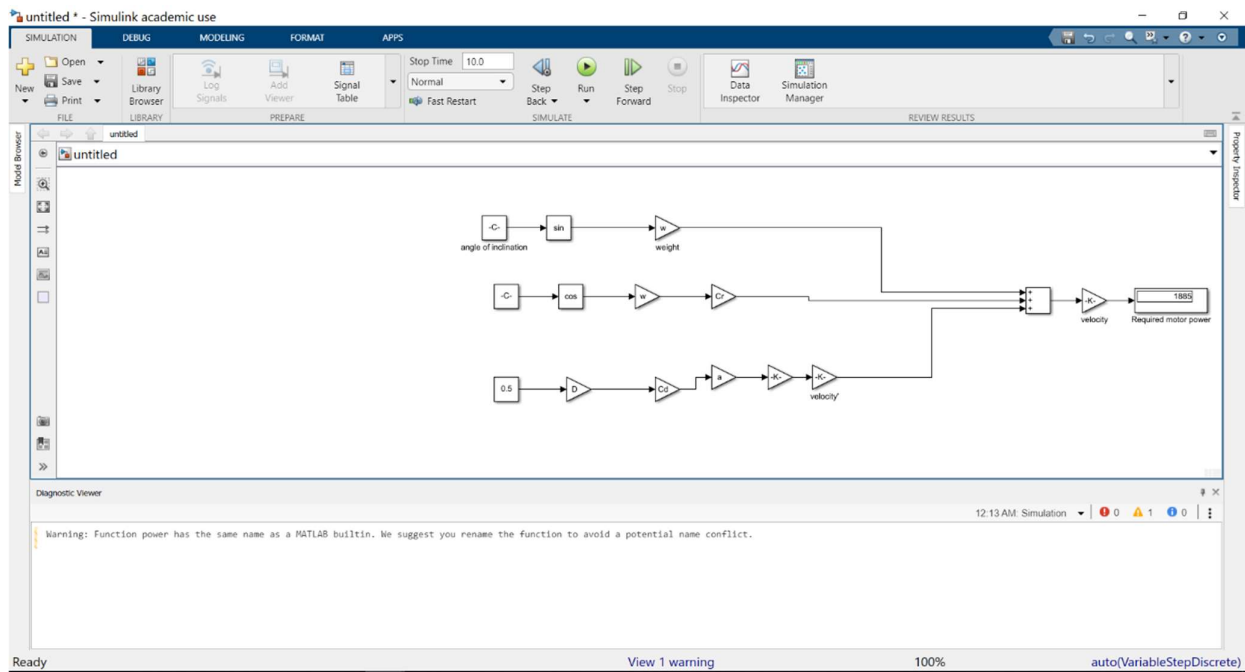 untitled * - Simulink academic use
SIMULATION DEBUG MODELING FORMAT APPS
New
Open
Save
Print
FILE
Library Browser
LIBRARY
Log Signals
Add Viewer
Signal Table
PREPARE
Stop Time 10.0
Normal
Fast Restart
Step Back
Run
Step Forward
Stop
SIMULATE
Data Inspector
Simulation Manager
REVIEW RESULTS
Model Browser
Property Inspector
untitled
untitled
-C-
sin
w
angle of inclination
weight
-C-
cos
w
Cr
+
+
+
-K-
1885
velocity
Required motor power
0.5
D
Cd
a
-K-
-K-
velocity'
Diagnostic Viewer
12:13 AM: Simulation 0 1 0
Warning: Function power has the same name as a MATLAB builtin. We suggest you rename the function to avoid a potential name conflict.
Ready View 1 warning 100% auto(VariableStepDiscrete)